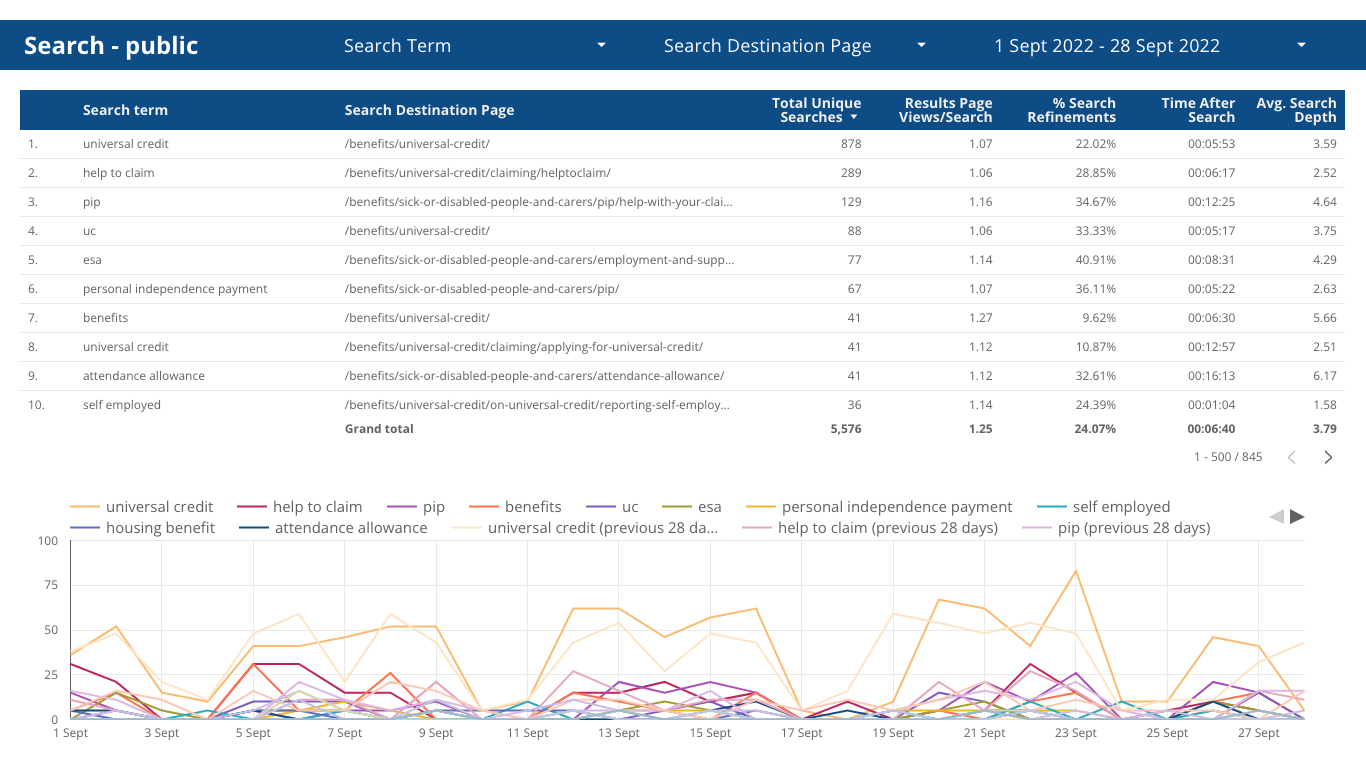 Search - public Search Term Search Destination Page 1 Sept 2022 - 28 Sept 2022
Search term Search Destination Page Total Unique Searches Results Page Views/Search % Search Refinements Time After Search Avg. Search Depth
1. universal credit /benefits/universal-credit/ 878 1.07 22.02% 00:05:53 3.59
2. help to claim /benefits/universal-credit/claiming/helptoclaim/ 289 1.06 28.85% 00:06:17 2.52
3. pip /benefits/sick-or-disabled-people-and-carers/pip/help-with-your-clai... 129 1.16 34.67% 00:12:25 4.64
4. uc /benefits/universal-credit/ 88 1.06 33.33% 00:05:17 3.75
5. esa /benefits/sick-or-disabled-people-and-carers/employment-and-supp... 77 1.14 40.91% 00:08:31 4.29
6. personal independence payment /benefits/sick-or-disabled-people-and-carers/pip/ 67 1.07 36.11% 00:05:22 2.63
7. benefits /benefits/universal-credit/ 41 1.27 9.62% 00:06:30 5.66
8. universal credit /benefits/universal-credit/claiming/applying-for-universal-credit/ 41 1.12 10.87% 00:12:57 2.51
9. attendance allowance /benefits/sick-or-disabled-people-and-carers/attendance-allowance/ 41 1.12 32.61% 00:16:13 6.17
10. self employed /benefits/universal-credit/on-universal-credit/reporting-self-employ... 36 1.14 24.39% 00:01:04 1.58
Grand total 5,576 1.25 24.07% 00:06:40 3.79
1 - 500 / 845
universal credit help to claim pip benefits uc esa personal independence payment self employed
housing benefit attendance allowance universal credit (previous 28 da... help to claim (previous 28 days) pip (previous 28 days)
100
75
50
25
0
1 Sept 3 Sept 5 Sept 7 Sept 9 Sept 11 Sept 13 Sept 15 Sept 17 Sept 19 Sept 21 Sept 23 Sept 25 Sept 27 Sept